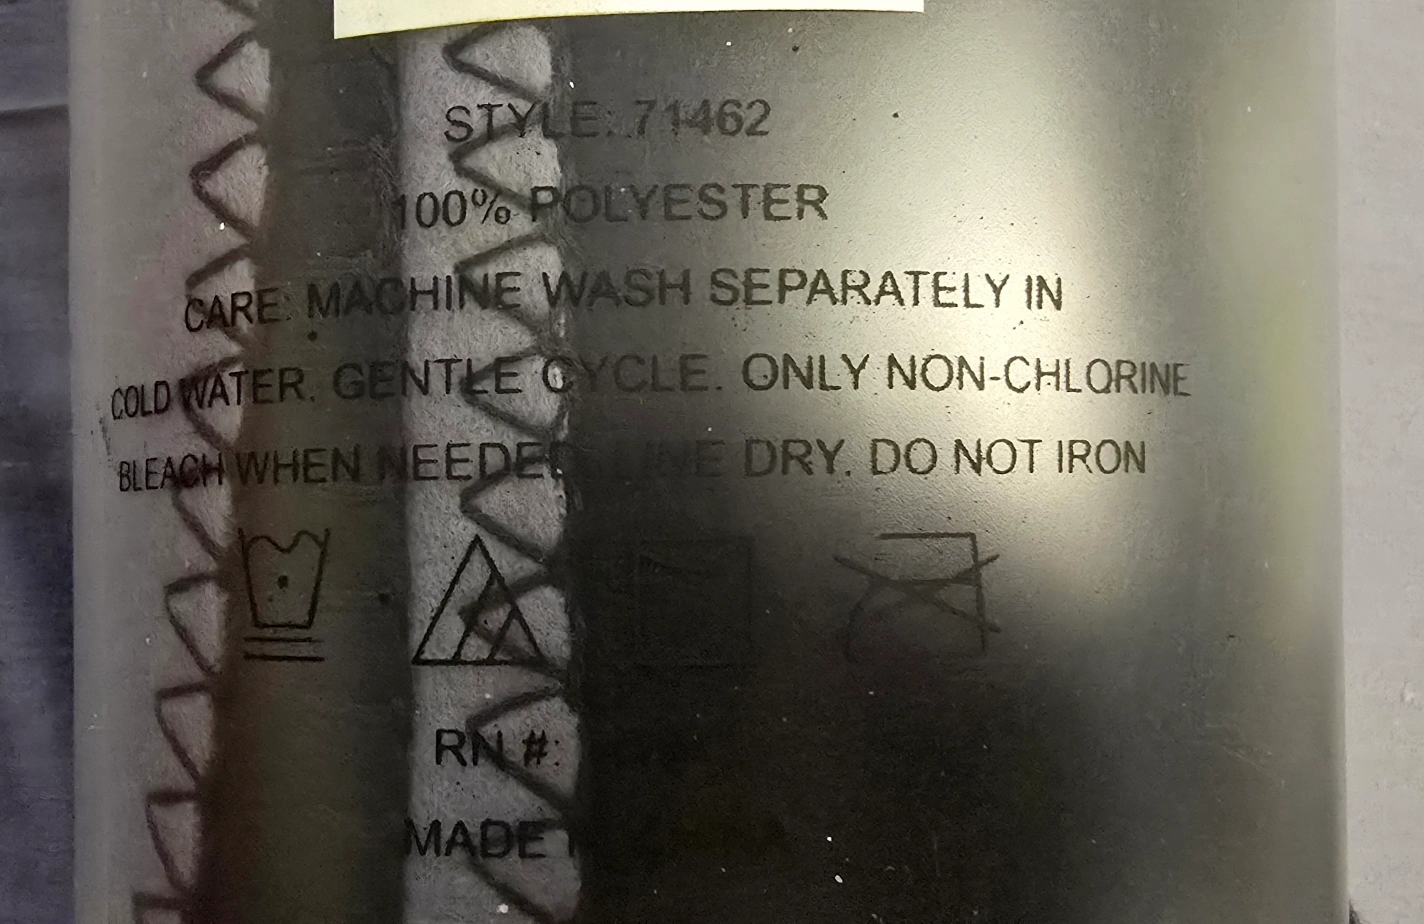 STYLE: 71462
100% POLYESTER
CARE: MACHINE WASH SEPARATELY IN
COLD WATER. GENTLE CYCLE. ONLY NON-CHLORINE
BLEACH WHEN NEEDED LINE DRY. DO NOT IRON
RN #:
MADE